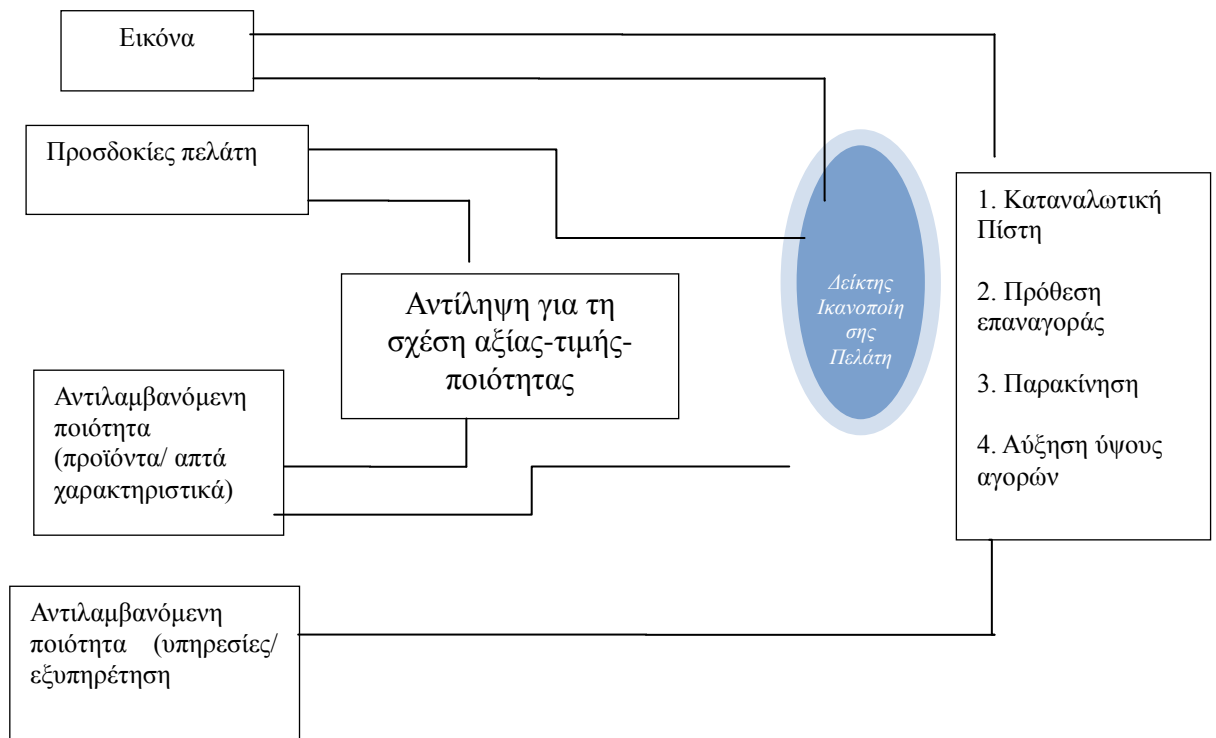 Εικόνα
Προσδοκίες πελάτη
Αντίληψη για τη
σχέση αξίας-τιμής-
ποιότητας
Αντιλαμβανόμενη
ποιότητα
(προϊόντα/ απτά
χαρακτηριστικά)
Αντιλαμβανόμενη
ποιότητα (υπηρεσίες/
εξυπηρέτηση
Δείκτης
Ικανοποίη
σης
Πελάτη
1. Καταναλωτική
Πίστη
2. Πρόθεση
επαναγοράς
3. Παρακίνηση
4. Αύξηση ύψους
αγορών